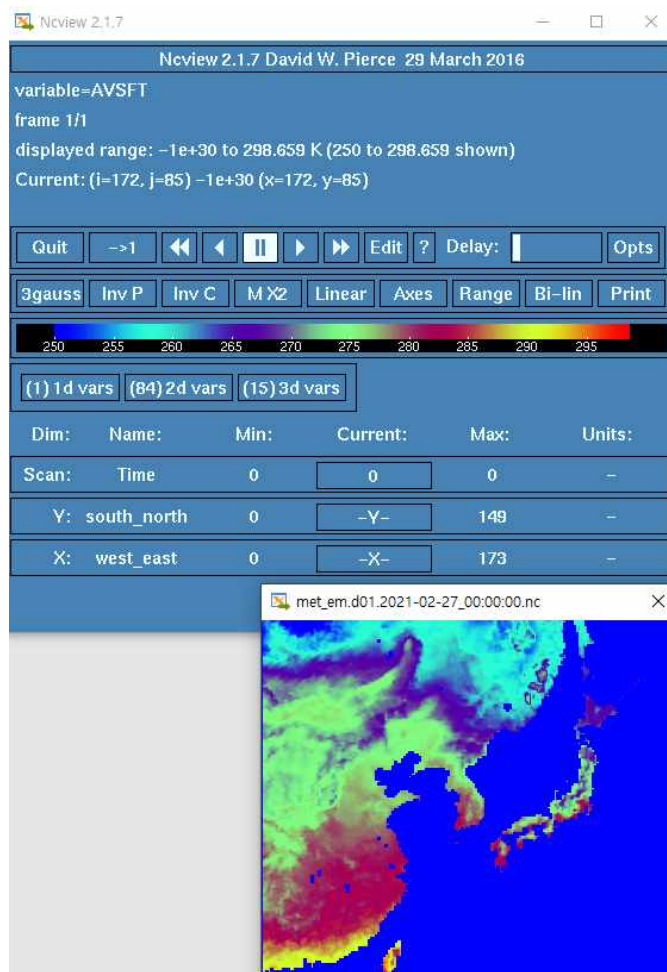 Ncview 2.1.7
Ncview 2.1.7 David W. Pierce 29 March 2016
variable=AVSFT
frame 1/1
displayed range: -1e+30 to 298.659 K (250 to 298.659 shown)
Current: (i=172, j=85) -1e+30 (x=172, y=85)
Quit ->1 Edit ? Delay: Opts
3gauss Inv P Inv C M X2 Linear Axes Range Bi-lin Print
250 255 260 265 270 275 280 285 290 295
(1) 1d vars (84) 2d vars (15) 3d vars
Dim: Name: Min: Current: Max: Units:
Scan: Time 0 0 0 -
Y: south_north 0 -Y- 149 -
X: west_east 0 -X- 173 -
met_em.d01.2021-02-27_00:00:00.nc